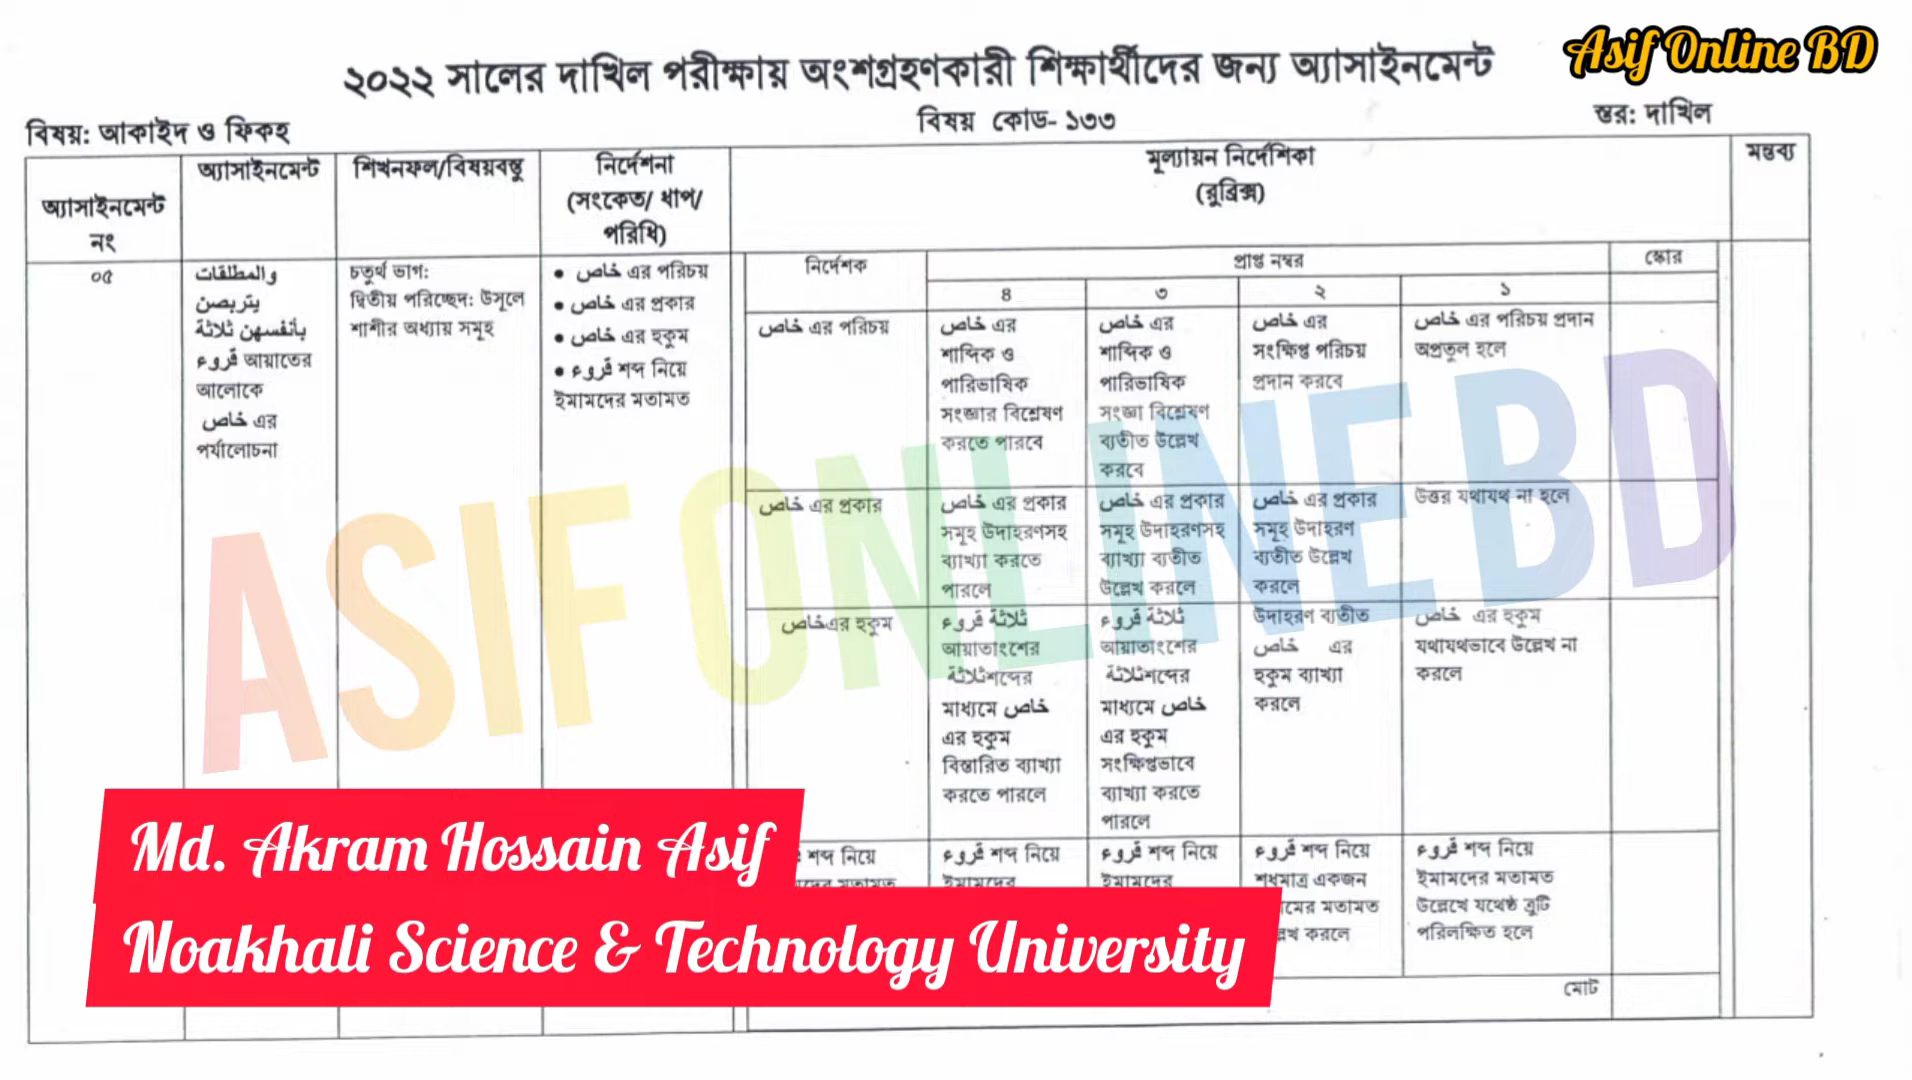 Asif Online BD
২০২২ সালের দাখিল পরীক্ষায় অংশগ্রহণকারী শিক্ষার্থীদের জন্য অ্যাসাইনমেন্ট
বিষয়: আকাইদ ও ফিকহ
বিষয় কোড- ১৩৩
স্তর: দাখিল
অ্যাসাইনমেন্ট
নং
অ্যাসাইনমেন্ট
শিখনফল/বিষয়বস্তু
নির্দেশনা
(সংকেত/ ধাপ/
পরিধি)
মূল্যায়ন নির্দেশিকা
(রুব্রিক্স)
মন্তব্য
০৫
والمطلقات
يتربصن
بأنفسهن ثلاثة
قروء আয়াতের
আলোকে
خاص এর
পর্যালোচনা
চতুর্থ ভাগ:
দ্বিতীয় পরিচ্ছেদ: উসূলে
শাশীর অধ্যায় সমূহ
• خاص এর পরিচয়
• خاص এর প্রকার
• خاص এর হুকুম
• قروء শব্দ নিয়ে
ইমামদের মতামত
নির্দেশক
প্রাপ্ত নম্বর
স্কোর
৪
৩
২
১
خاص এর পরিচয়
خاص এর
শাব্দিক ও
পারিভাষিক
সংজ্ঞার বিশ্লেষণ
করতে পারবে
خاص এর
শাব্দিক ও
পারিভাষিক
সংজ্ঞা বিশ্লেষণ
ব্যতীত উল্লেখ
করবে
خاص এর
সংক্ষিপ্ত পরিচয়
প্রদান করবে
خاص এর পরিচয় প্রদান
অপ্রতুল হলে
خاص এর প্রকার
خاص এর প্রকার
সমূহ উদাহরণসহ
ব্যাখ্যা করতে
পারলে
خاص এর প্রকার
সমূহ উদাহরণসহ
ব্যাখ্যা ব্যতীত
উল্লেখ করলে
خاص এর প্রকার
সমূহ উদাহরণ
ব্যতীত উল্লেখ
করলে
উত্তর যথাযথ না হলে
خاص এর হুকুম
ثلاثة قروء
আয়াতাংশের
ثلاثة শব্দের
মাধ্যমে خاص
এর হুকুম
বিস্তারিত ব্যাখ্যা
করতে পারলে
ثلاثة قروء
আয়াতাংশের
ثلاثة শব্দের
মাধ্যমে خاص
এর হুকুম
সংক্ষিপ্তভাবে
ব্যাখ্যা করতে
পারলে
উদাহরণ ব্যতীত
خاص এর
হুকুম ব্যাখ্যা
করলে
خاص এর হুকুম
যথাযথভাবে উল্লেখ না
করলে
শব্দ নিয়ে
মতামত
قروء শব্দ নিয়ে
ইমামদের
قروء শব্দ নিয়ে
ইমামদের
قروء শব্দ নিয়ে
শুধুমাত্র একজন
মতামত
করলে
قروء শব্দ নিয়ে
ইমামদের মতামত
উল্লেখে যথেষ্ঠ ত্রুটি
পরিলক্ষিত হলে
মোট
ASIF ONLINE BD
Md. Akram Hossain Asif
Noakhali Science & Technology University